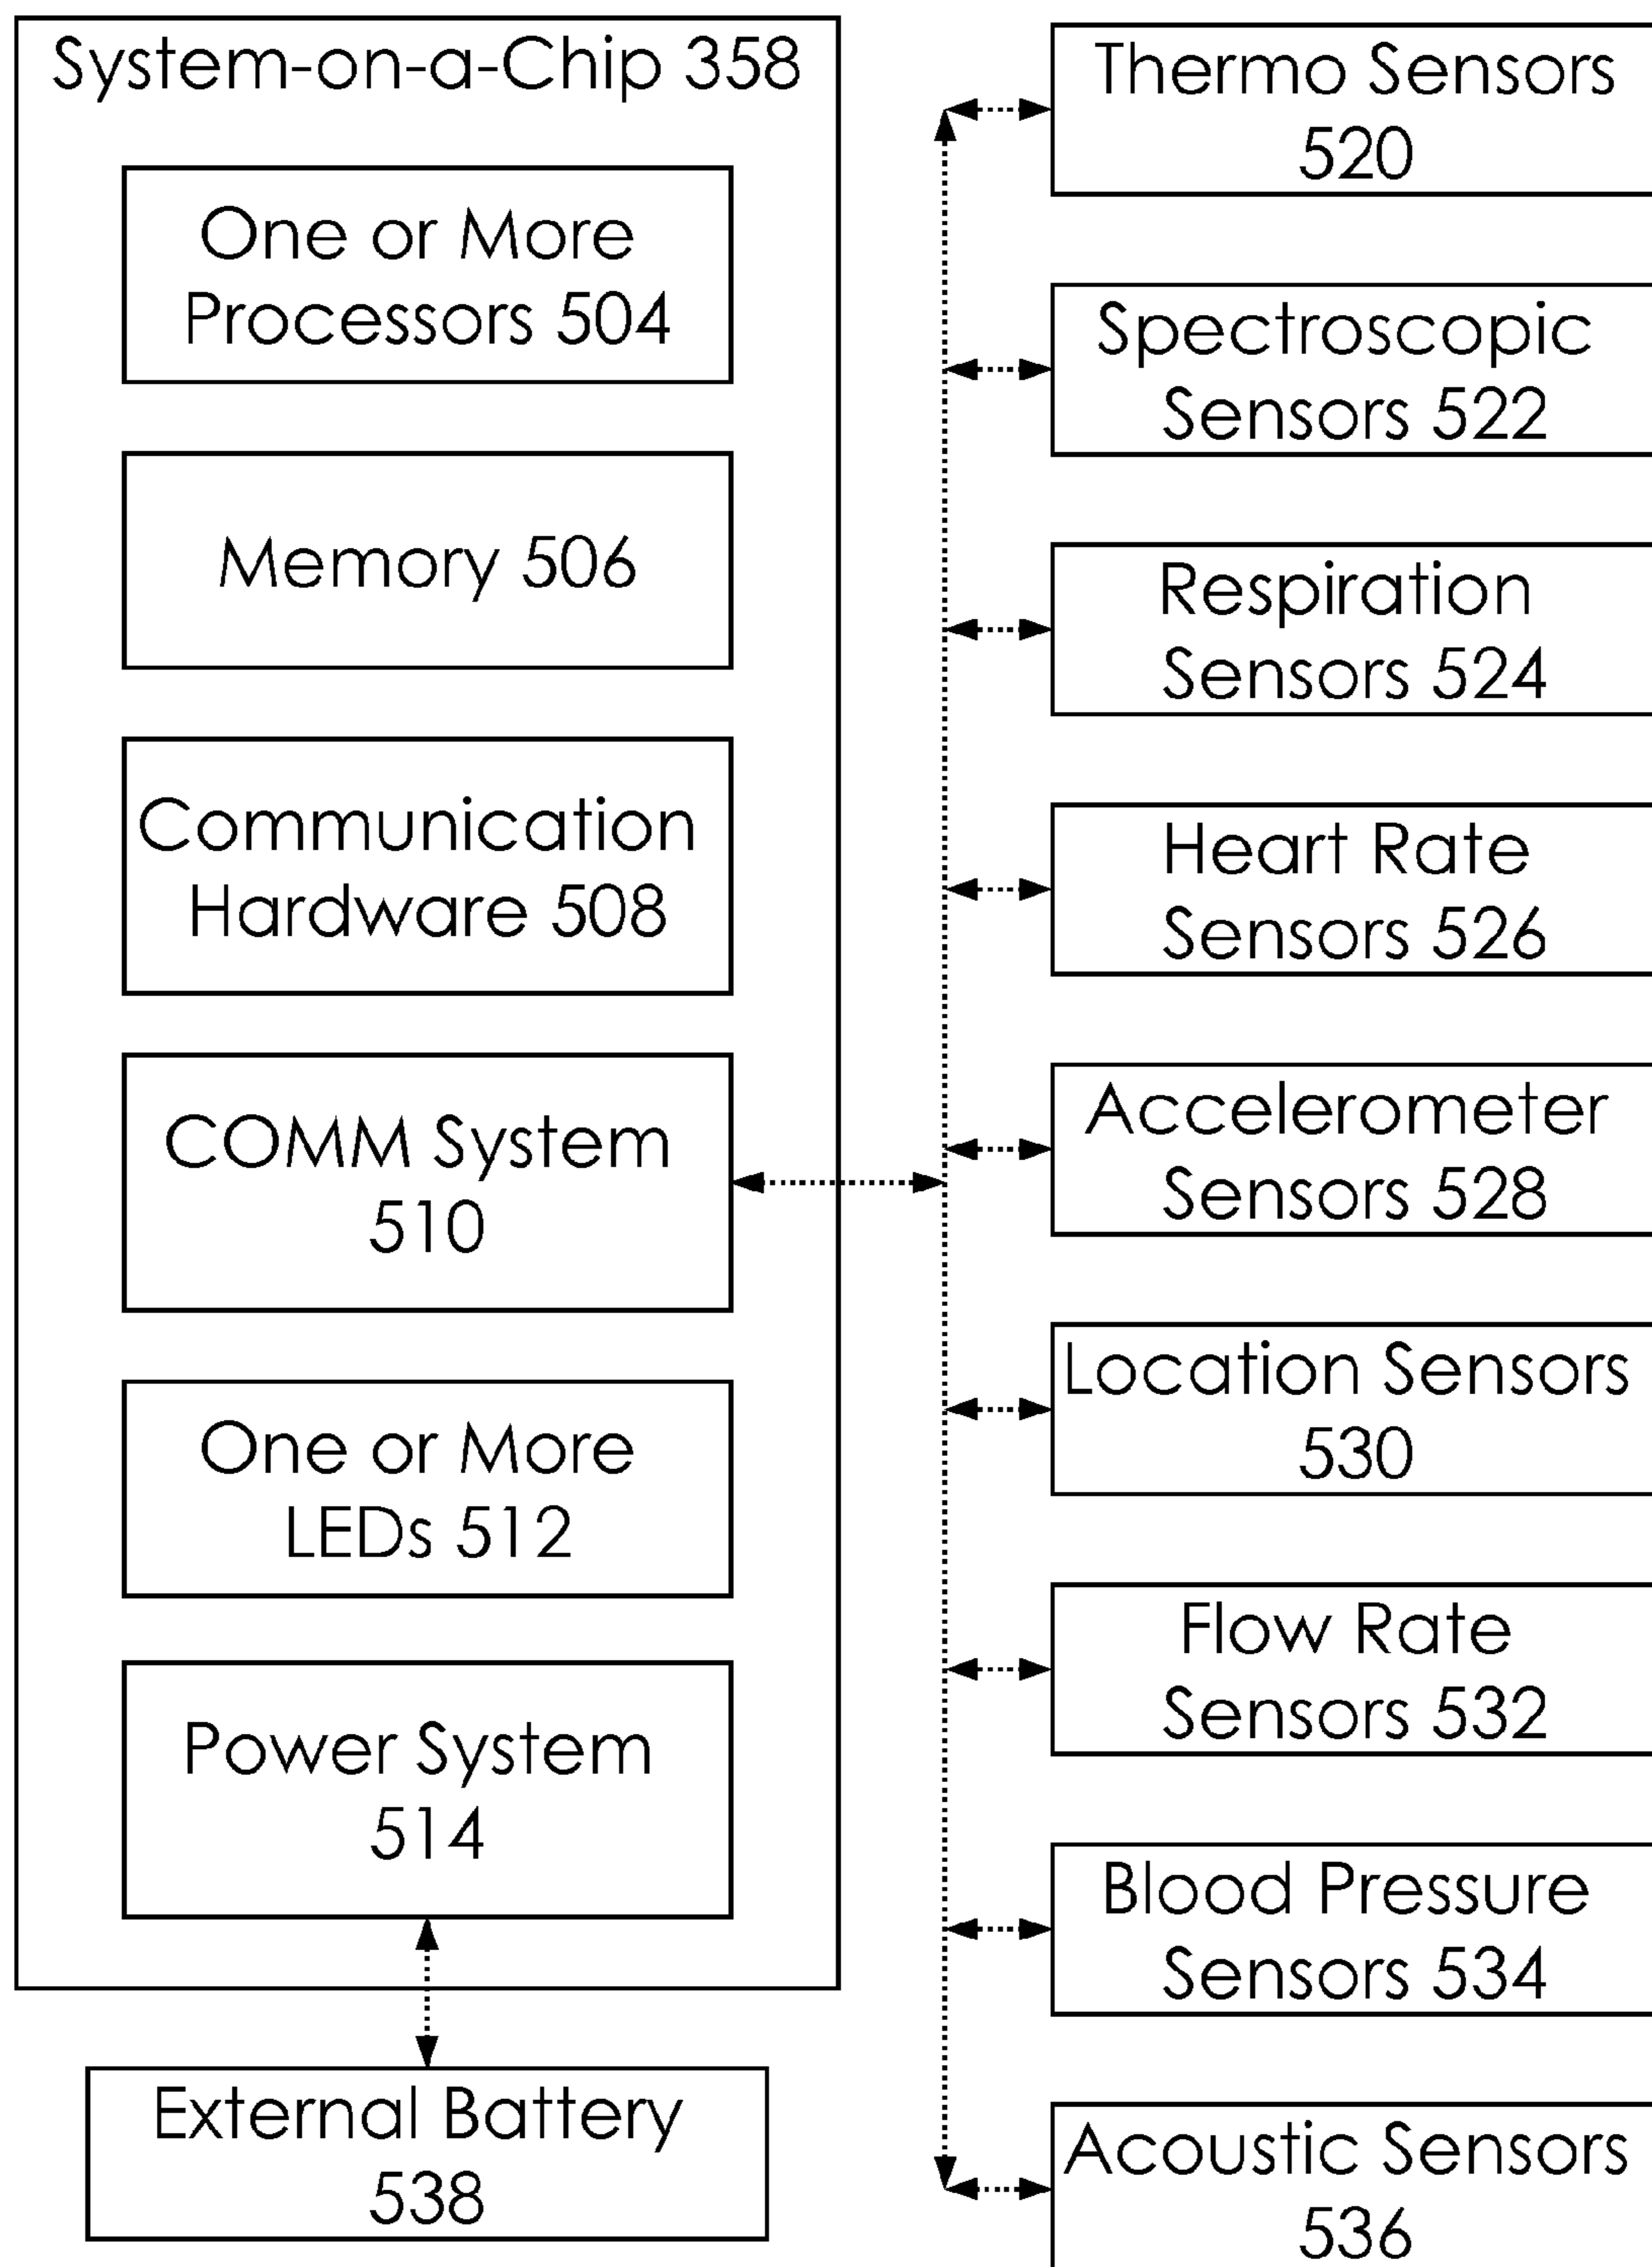 System-on-a-Chip 358
One or More
Processors 504
Memory 506
Communication
Hardware 508
COMM System
510
One or More
LEDs 512
Power System
514
External Battery
538
Thermo Sensors
520
Spectroscopic
Sensors 522
Respiration
Sensors 524
Heart Rate
Sensors 526
Accelerometer
Sensors 528
Location Sensors
530
Flow Rate
Sensors 532
Blood Pressure
Sensors 534
Acoustic Sensors
536